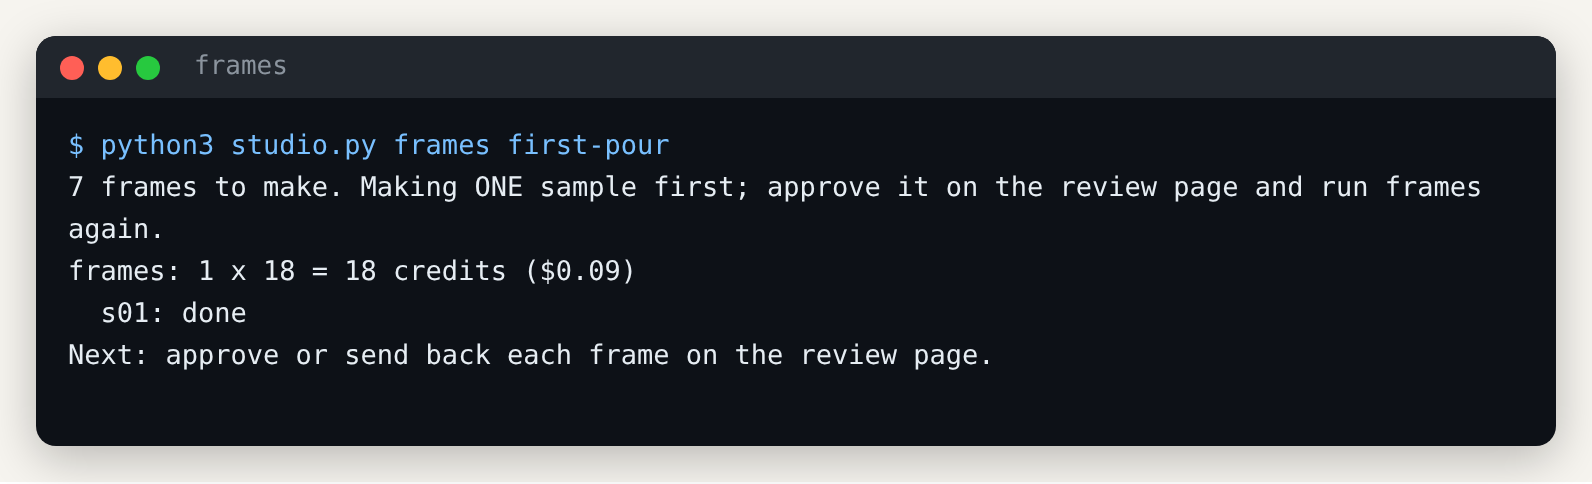 frames
$ python3 studio.py frames first-pour
7 frames to make. Making ONE sample first; approve it on the review page and run frames
again.
frames: 1 x 18 = 18 credits ($0.09)
  s01: done
Next: approve or send back each frame on the review page.